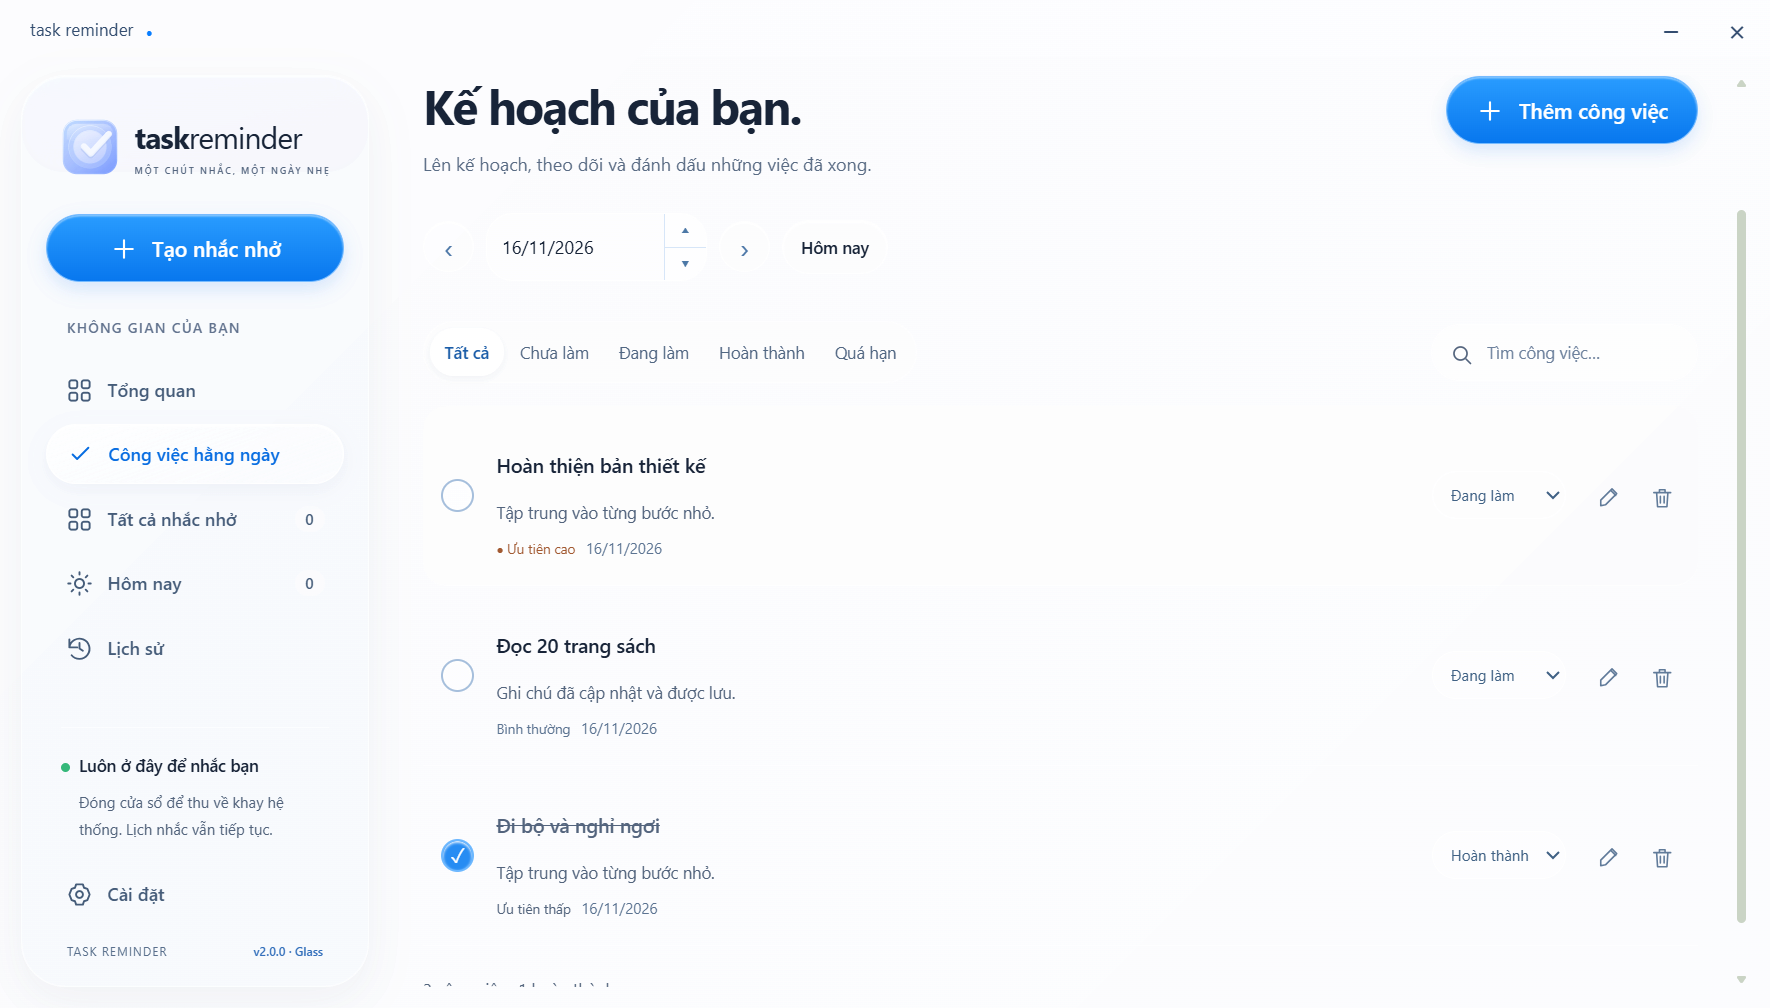 task reminder
taskreminder
MỘT CHÚT NHẮC, MỘT NGÀY NHẸ
Tạo nhắc nhở
KHÔNG GIAN CỦA BẠN
Tổng quan
Công việc hằng ngày
Tất cả nhắc nhở 0
Hôm nay 0
Lịch sử
Luôn ở đây để nhắc bạn
Đóng cửa sổ để thu về khay hệ
thống. Lịch nhắc vẫn tiếp tục.
Cài đặt
TASK REMINDER v2.0.0 · Glass
Kế hoạch của bạn.
Thêm công việc
Lên kế hoạch, theo dõi và đánh dấu những việc đã xong.
16/11/2026 Hôm nay
Tất cả Chưa làm Đang làm Hoàn thành Quá hạn Tìm công việc...
Hoàn thiện bản thiết kế
Tập trung vào từng bước nhỏ.
• Ưu tiên cao 16/11/2026
Đang làm
Đọc 20 trang sách
Ghi chú đã cập nhật và được lưu.
Bình thường 16/11/2026
Đang làm
Đi bộ và nghỉ ngơi
Tập trung vào từng bước nhỏ.
Ưu tiên thấp 16/11/2026
Hoàn thành